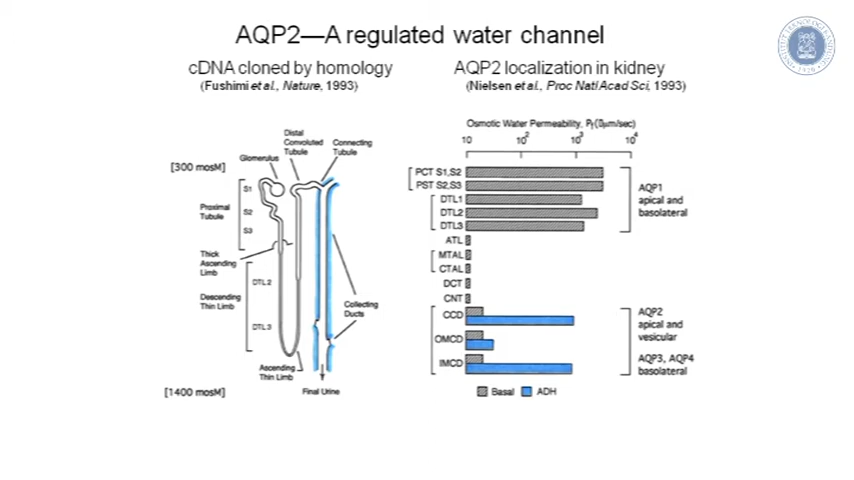 AQP2—A regulated water channel
cDNA cloned by homology
(Fushimi et al., Nature, 1993)
AQP2 localization in kidney
(Nielsen et al., Proc Natl Acad Sci, 1993)
Distal
Convoluted
Tubule
Connecting
Tubule
Glomerulus
[300 mosM]
S1
Proximal
Tubule
S2
S3
Thick
Ascending
Limb
DTL2
Descending
Thin Limb
DTL3
Collecting
Ducts
Ascending
Thin Limb
[1400 mosM]
Final Urine
Osmotic Water Permeability,
10
10²
10³
10⁴
PCT S1,S2
PST S2,S3
DTL1
DTL2
DTL3
ATL
MTAL
CTAL
DCT
CNT
CCD
OMCD
IMCD
AQP1
apical and
basolateral
AQP2
apical and
vesicular
AQP3, AQP4
basolateral
Basal
ADH
INSTITUT TEKNOLOGI BANDUNG
1920